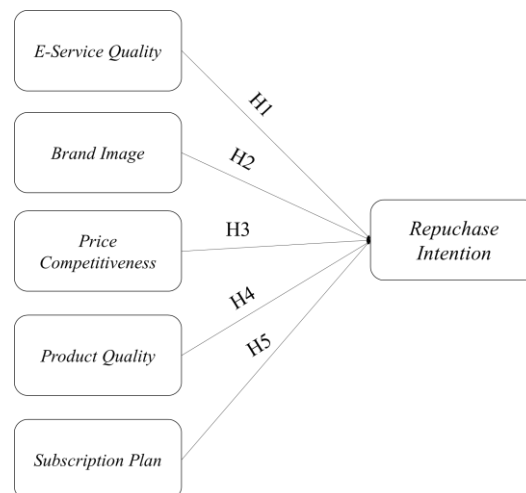 E-Service Quality
H1
Brand Image
H2
Price
Competitiveness
H3
Repuchase
Intention
Product Quality
H4
H5
Subscription Plan